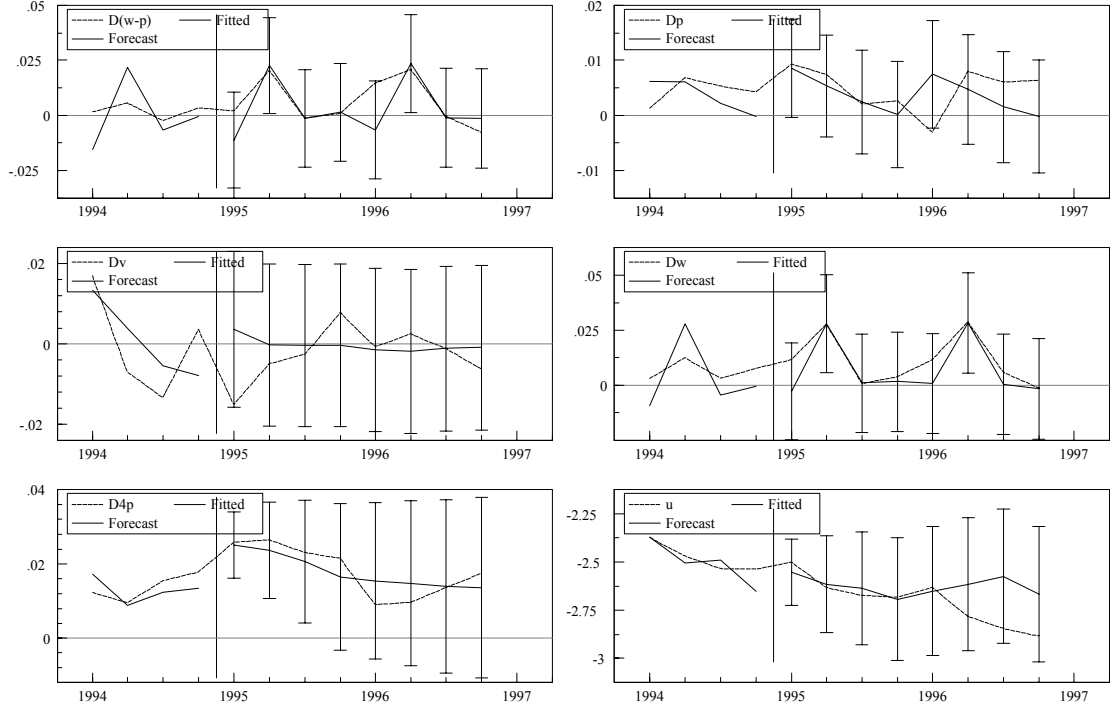 .05
D(w-p) Fitted
Forecast
.025
0
-.025
1994 1995 1996 1997
.02
Dp Fitted
Forecast
.01
0
-.01
1994 1995 1996 1997
.02
Dv Fitted
Forecast
0
-.02
1994 1995 1996 1997
.05
Dw Fitted
Forecast
.025
0
1994 1995 1996 1997
.04
D4p Fitted
Forecast
.02
0
1994 1995 1996 1997
-2.25
u Fitted
Forecast
-2.5
-2.75
-3
1994 1995 1996 1997